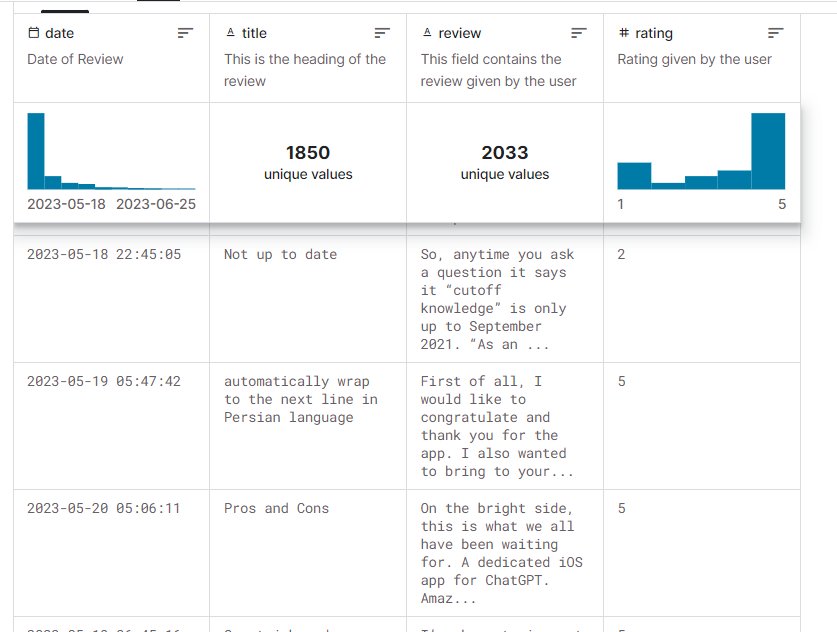 date
Date of Review
title
This is the heading of the
review
review
This field contains the
review given by the user
# rating
Rating given by the user
2023-05-18 2023-06-25
1850
unique values
2033
unique values
1 5
2023-05-18 22:45:05
Not up to date
So, anytime you ask
a question it says
it “cutoff
knowledge” is only
up to September
2021. “As an ...
2
2023-05-19 05:47:42
automatically wrap
to the next line in
Persian language
First of all, I
would like to
congratulate and
thank you for the
app. I also wanted
to bring to your...
5
2023-05-20 05:06:11
Pros and Cons
On the bright side,
this is what we all
have been waiting
for. A dedicated iOS
app for ChatGPT.
Amaz...
5